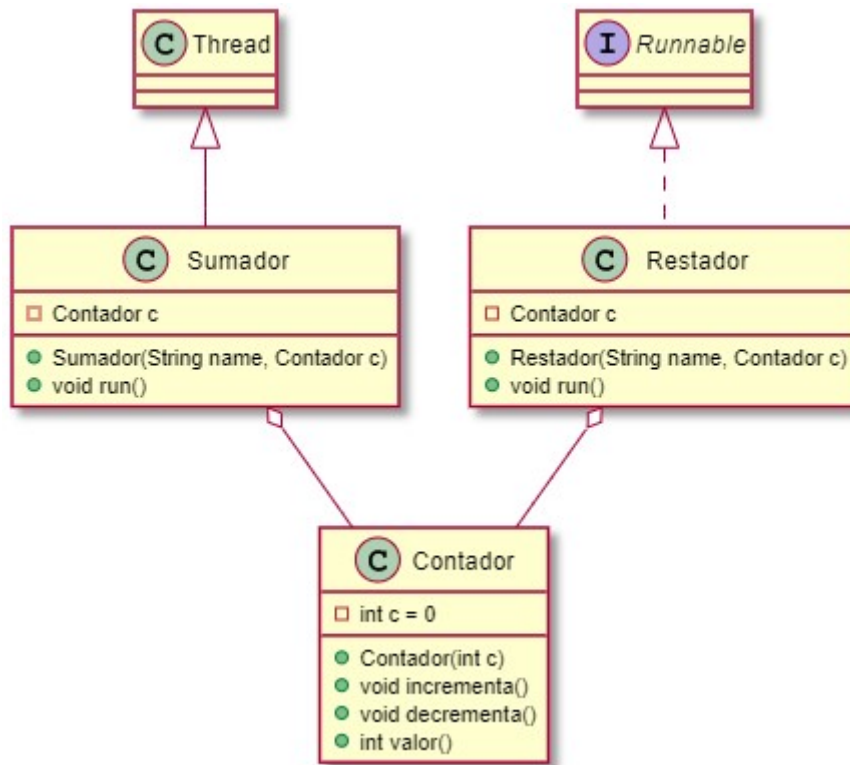 C Thread
I Runnable
C Sumador
Contador c
Sumador(String name, Contador c)
void run()
C Restador
Contador c
Restador(String name, Contador c)
void run()
C Contador
int c = 0
Contador(int c)
void incrementa()
void decrementa()
int valor()